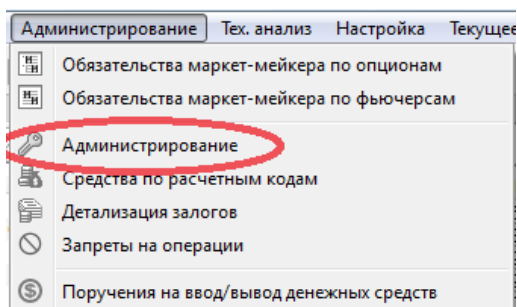 Администрирование Тех. анализ Настройка Текущее
Обязательства маркет-мейкера по опционам
Обязательства маркет-мейкера по фьючерсам
Администрирование
Средства по расчетным кодам
Детализация залогов
Запреты на операции
Поручения на ввод/вывод денежных средств